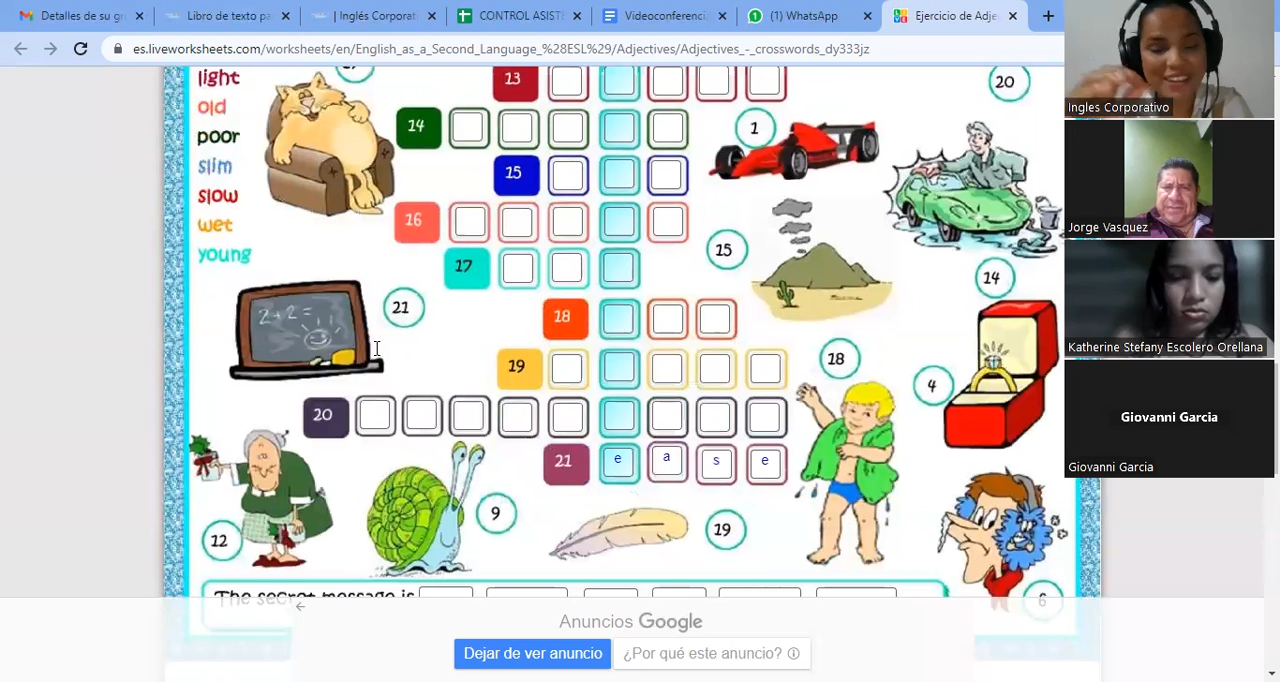 Detalles de su gr
Libro de texto pa
Inglés Corporat
CONTROL ASIST
Videoconferenci
(1) WhatsApp
Ejercicio de Adje
es.liveworksheets.com/worksheets/en/English_as_a_Second_Language_%28ESL%29/Adjectives/Adjectives_-_crosswords_dy333jz
light
old
poor
slim
slow
wet
young
13
20
14
1
15
16
15
17
14
21
2+2=
18
19
18
4
20
21 e a s e
9
12
19
6
The secret message is
Anuncios Google
Dejar de ver anuncio
¿Por qué este anuncio?
Ingles Corporativo
Jorge Vasquez
Katherine Stefany Escolero Orellana
Giovanni Garcia
Giovanni Garcia